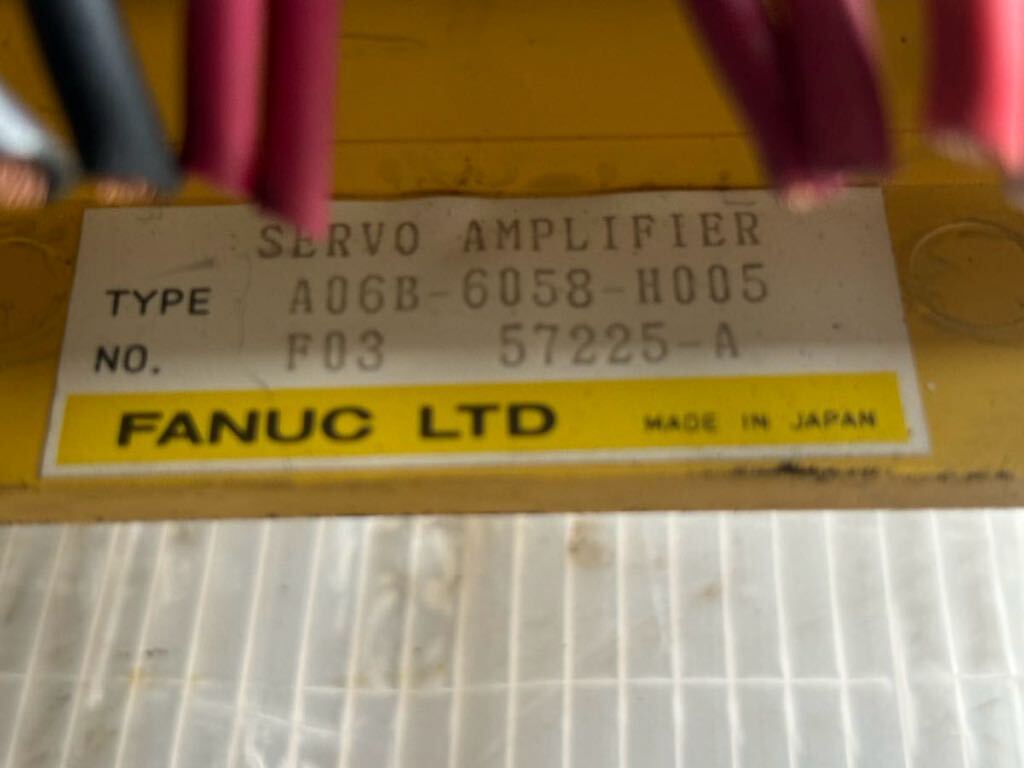 SERVO AMPLIFIER
TYPE A06B-6058-H005
NO. F03 57225-A
FANUC LTD MADE IN JAPAN